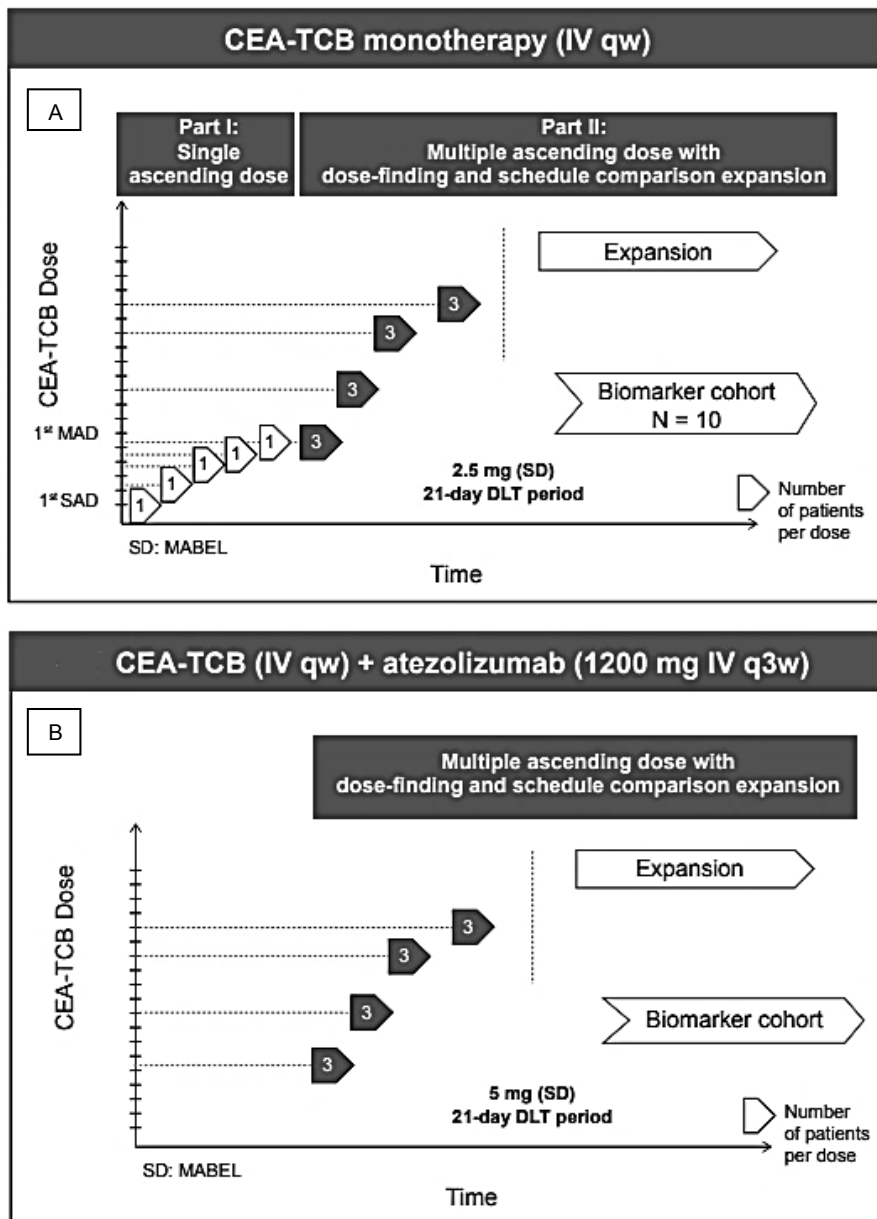 CEA-TCB monotherapy (IV qw)
A
Part I:
Single
ascending dose
Part II:
Multiple ascending dose with
dose-finding and schedule comparison expansion
CEA-TCB Dose
Expansion
3
3
3
Biomarker cohort
N = 10
1st MAD
1
3
1
1
1
1st SAD
1
2.5 mg (SD)
21-day DLT period
Number
of patients
per dose
SD: MABEL
Time
CEA-TCB (IV qw) + atezolizumab (1200 mg IV q3w)
B
Multiple ascending dose with
dose-finding and schedule comparison expansion
CEA-TCB Dose
Expansion
3
3
3
Biomarker cohort
3
5 mg (SD)
21-day DLT period
Number
of patients
per dose
SD: MABEL
Time